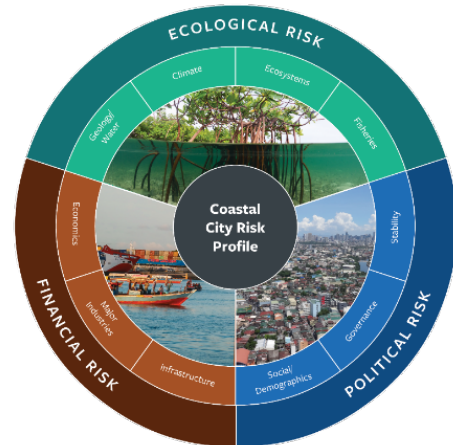 ECOLOGICAL RISK
Climate
Ecosystems
Geology/
Water
Fisheries
Coastal
City Risk
Profile
Economics
Stability
Major
Industries
Governance
Infrastructure
Social/
Demographics
FINANCIAL RISK
POLITICAL RISK